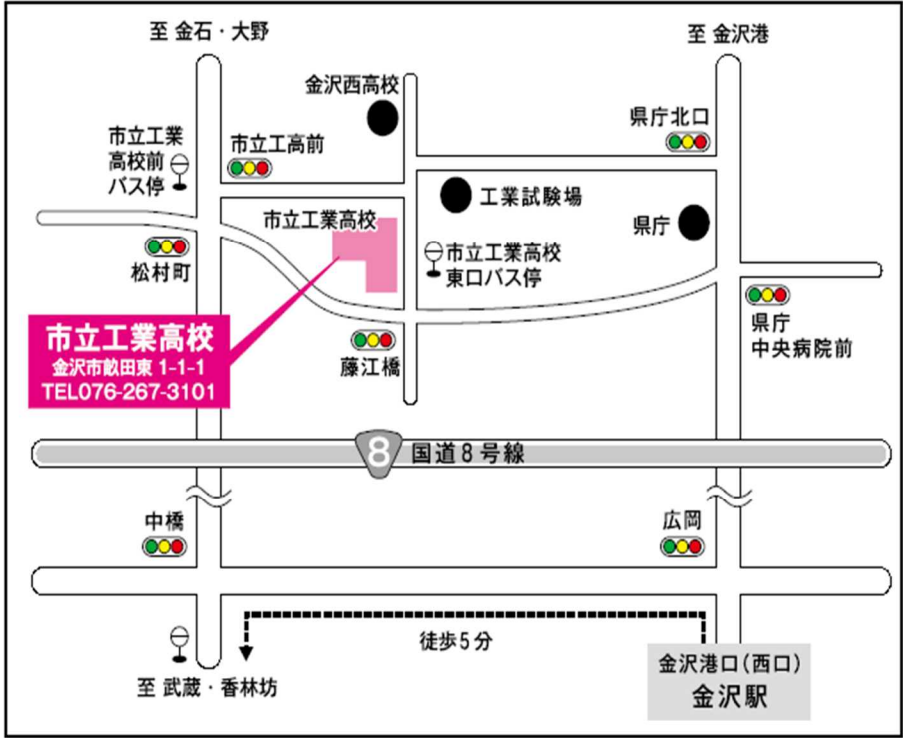 至 金石・大野
至 金沢港
金沢西高校
県庁北口
市立工業
高校前
バス停
市立工高前
工業試験場
市立工業高校
県庁
市立工業高校
東口バス停
松村町
県庁
中央病院前
市立工業高校
金沢市畝田東 1-1-1
TEL076-267-3101
藤江橋
8
国道8号線
中橋
広岡
徒歩5分
金沢港口(西口)
金沢駅
至 武蔵・香林坊